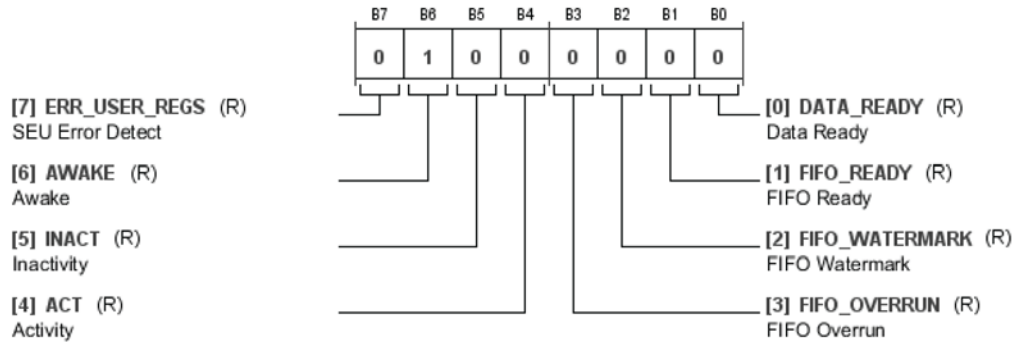 B7 B6 B5 B4 B3 B2 B1 B0
0 1 0 0 0 0 0 0
[7] ERR_USER_REGS (R)
SEU Error Detect
[6] AWAKE (R)
Awake
[5] INACT (R)
Inactivity
[4] ACT (R)
Activity
[0] DATA_READY (R)
Data Ready
[1] FIFO_READY (R)
FIFO Ready
[2] FIFO_WATERMARK (R)
FIFO Watermark
[3] FIFO_OVERRUN (R)
FIFO Overrun